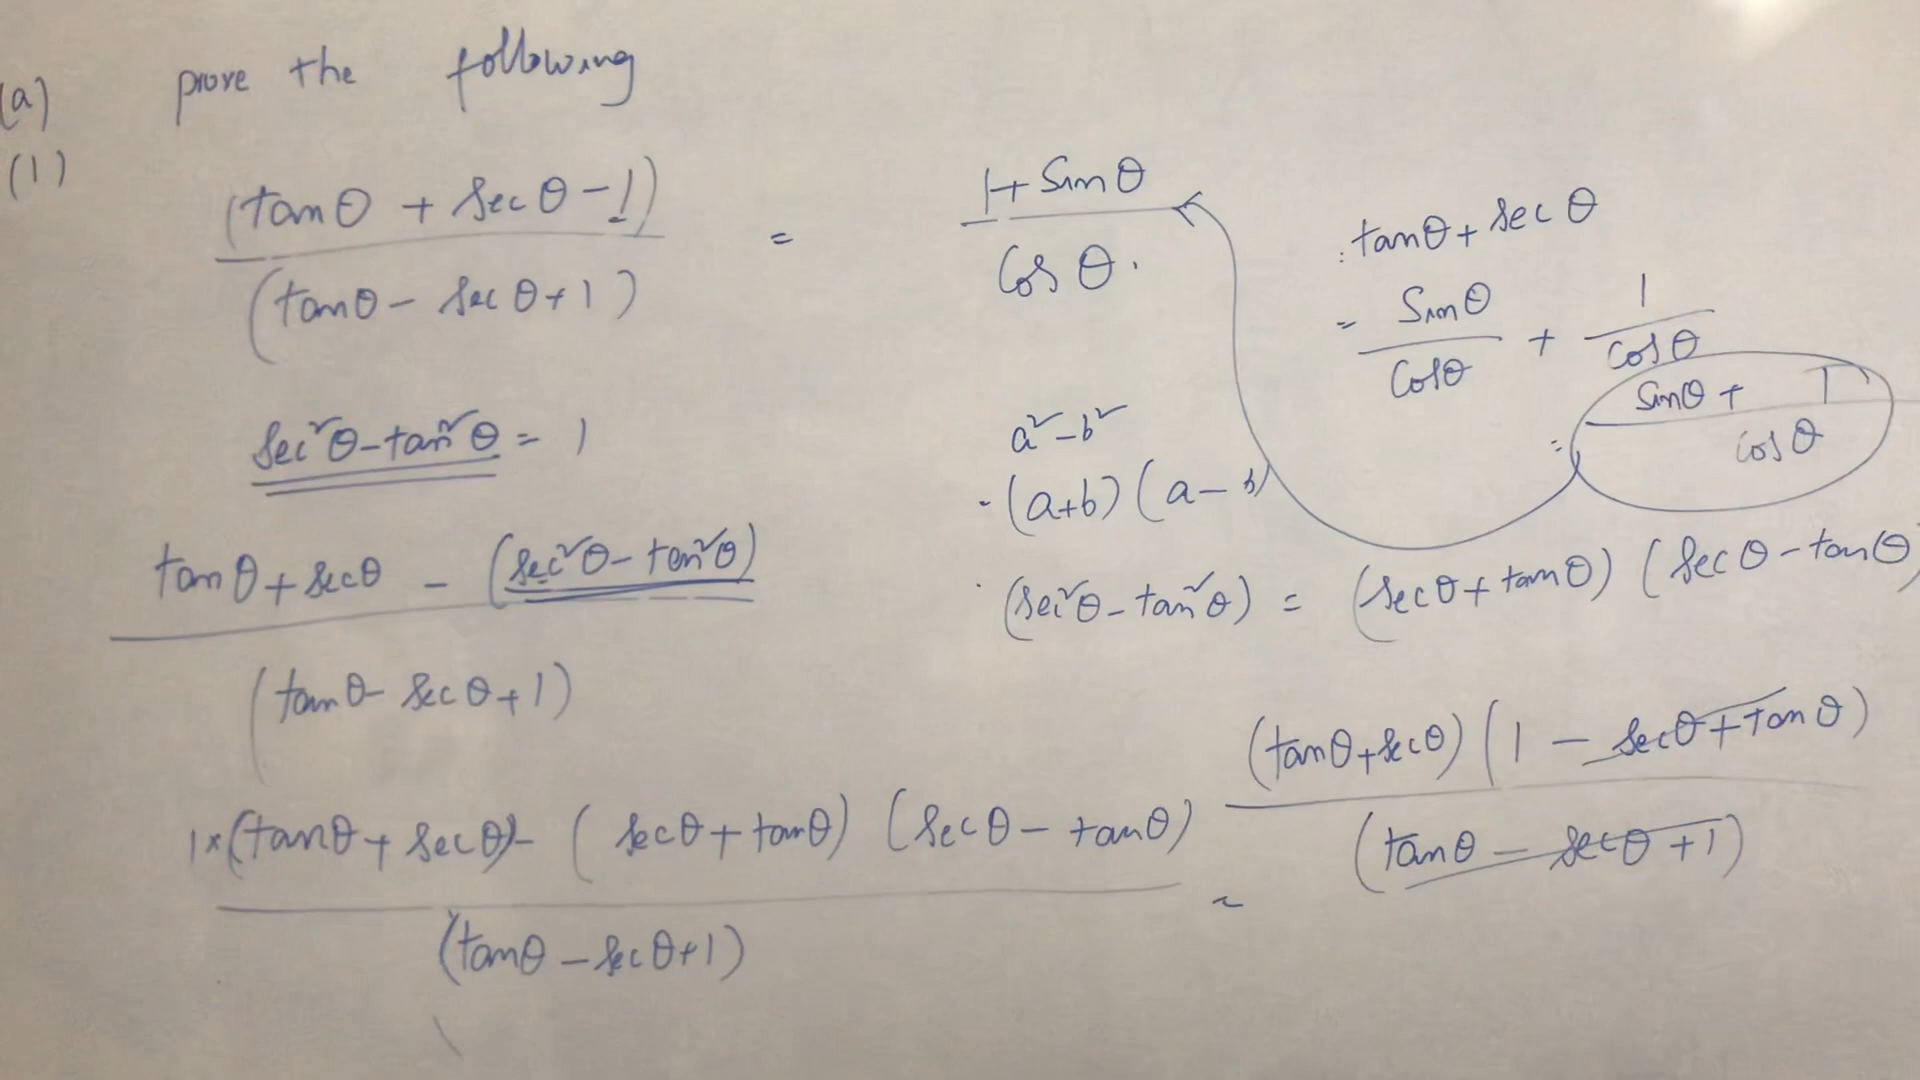 (a) prove the following
(1)
(tanθ + secθ - 1) / (tanθ - secθ + 1) = 1 + sinθ / cosθ.
sec²θ - tan²θ = 1
tanθ + secθ - (sec²θ - tan²θ) / (tanθ - secθ + 1)
1×(tanθ + secθ) - (secθ + tanθ) (secθ - tanθ) / (tanθ - secθ + 1)
= (tanθ + secθ) (1 - secθ + tanθ) / (tanθ - secθ + 1)
a² - b²
= (a+b) (a - b)
(sec²θ - tan²θ) = (secθ + tanθ) (secθ - tanθ)
: tanθ + secθ
= sinθ / cosθ + 1 / cosθ
= sinθ + 1 / cosθ